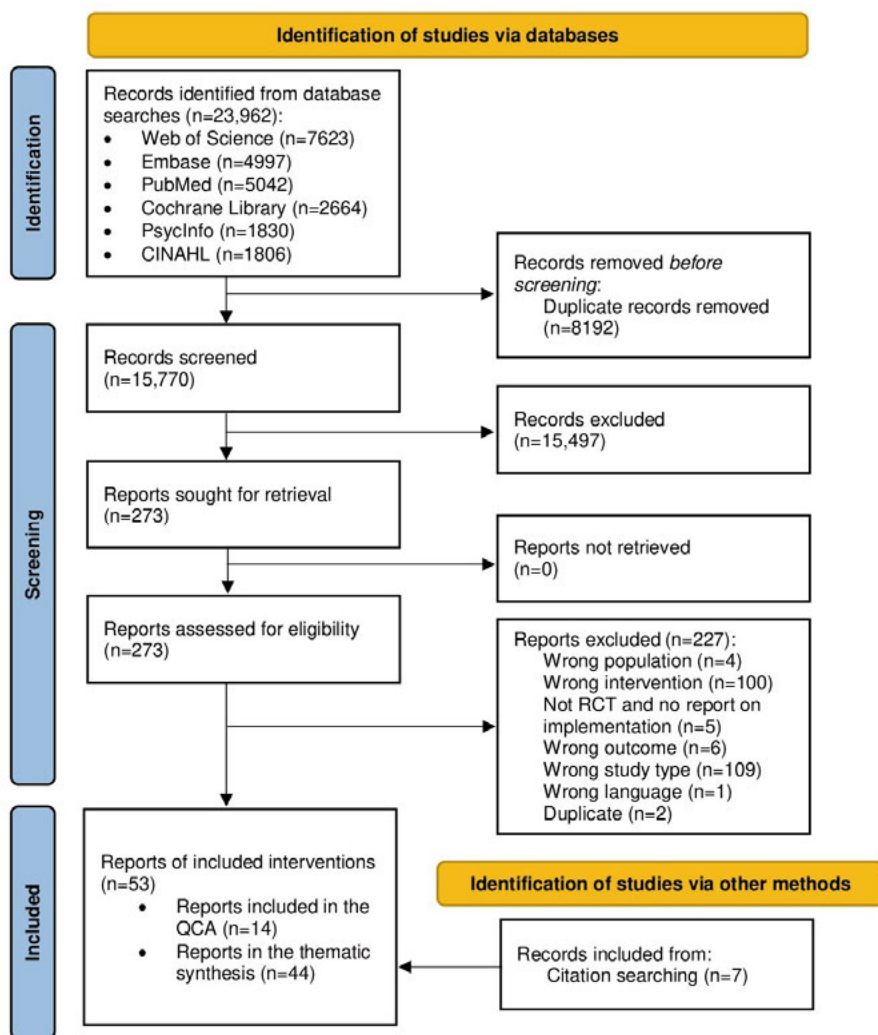 Identification of studies via databases
Identification
Records identified from database
searches (n=23,962):
• Web of Science (n=7623)
• Embase (n=4997)
• PubMed (n=5042)
• Cochrane Library (n=2664)
• PsycInfo (n=1830)
• CINAHL (n=1806)
Records removed before
screening:
Duplicate records removed
(n=8192)
Screening
Records screened
(n=15,770)
Records excluded
(n=15,497)
Reports sought for retrieval
(n=273)
Reports not retrieved
(n=0)
Reports assessed for eligibility
(n=273)
Reports excluded (n=227):
Wrong population (n=4)
Wrong intervention (n=100)
Not RCT and no report on
implementation (n=5)
Wrong outcome (n=6)
Wrong study type (n=109)
Wrong language (n=1)
Duplicate (n=2)
Included
Reports of included interventions
(n=53)
• Reports included in the
QCA (n=14)
• Reports in the thematic
synthesis (n=44)
Identification of studies via other methods
Records included from:
Citation searching (n=7)